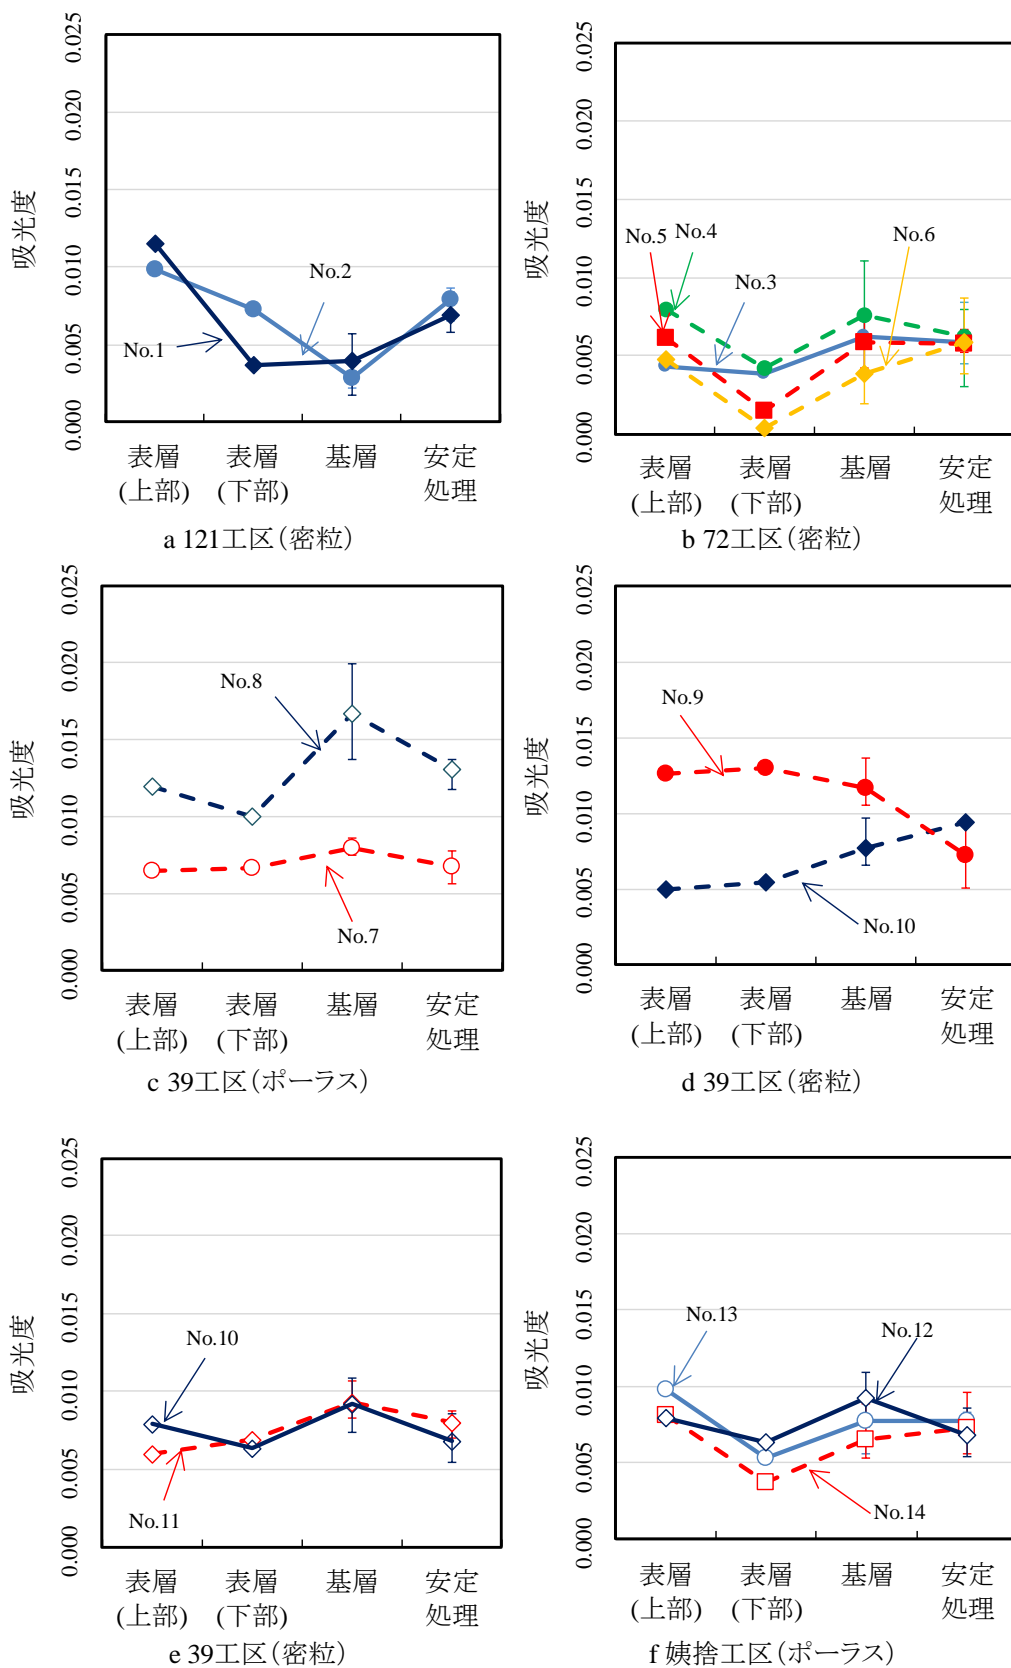 0.025
0.020
0.015
0.010
0.005
0.000
吸光度
No.1
No.2
表層
(上部)
表層
(下部)
基層
安定
処理
a 121工区(密粒)
0.025
0.020
0.015
0.010
0.005
0.000
吸光度
No.5
No.4
No.3
No.6
表層
(上部)
表層
(下部)
基層
安定
処理
b 72工区(密粒)
0.025
0.020
0.015
0.010
0.005
0.000
吸光度
No.8
No.7
表層
(上部)
表層
(下部)
基層
安定
処理
c 39工区(ポーラス)
0.025
0.020
0.015
0.010
0.005
0.000
吸光度
No.9
No.10
表層
(上部)
表層
(下部)
基層
安定
処理
d 39工区(密粒)
0.025
0.020
0.015
0.010
0.005
0.000
吸光度
No.10
No.11
表層
(上部)
表層
(下部)
基層
安定
処理
e 39工区(密粒)
0.025
0.020
0.015
0.010
0.005
0.000
吸光度
No.13
No.12
No.14
表層
(上部)
表層
(下部)
基層
安定
処理
f 姨捨工区(ポーラス)